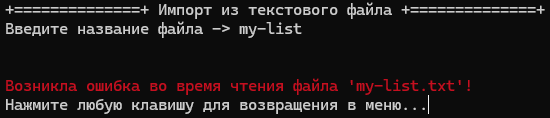 +==============+ Импорт из текстового файла +==============+
Введите название файла -> my-list
Возникла ошибка во время чтения файла 'my-list.txt'!
Нажмите любую клавишу для возвращения в меню...